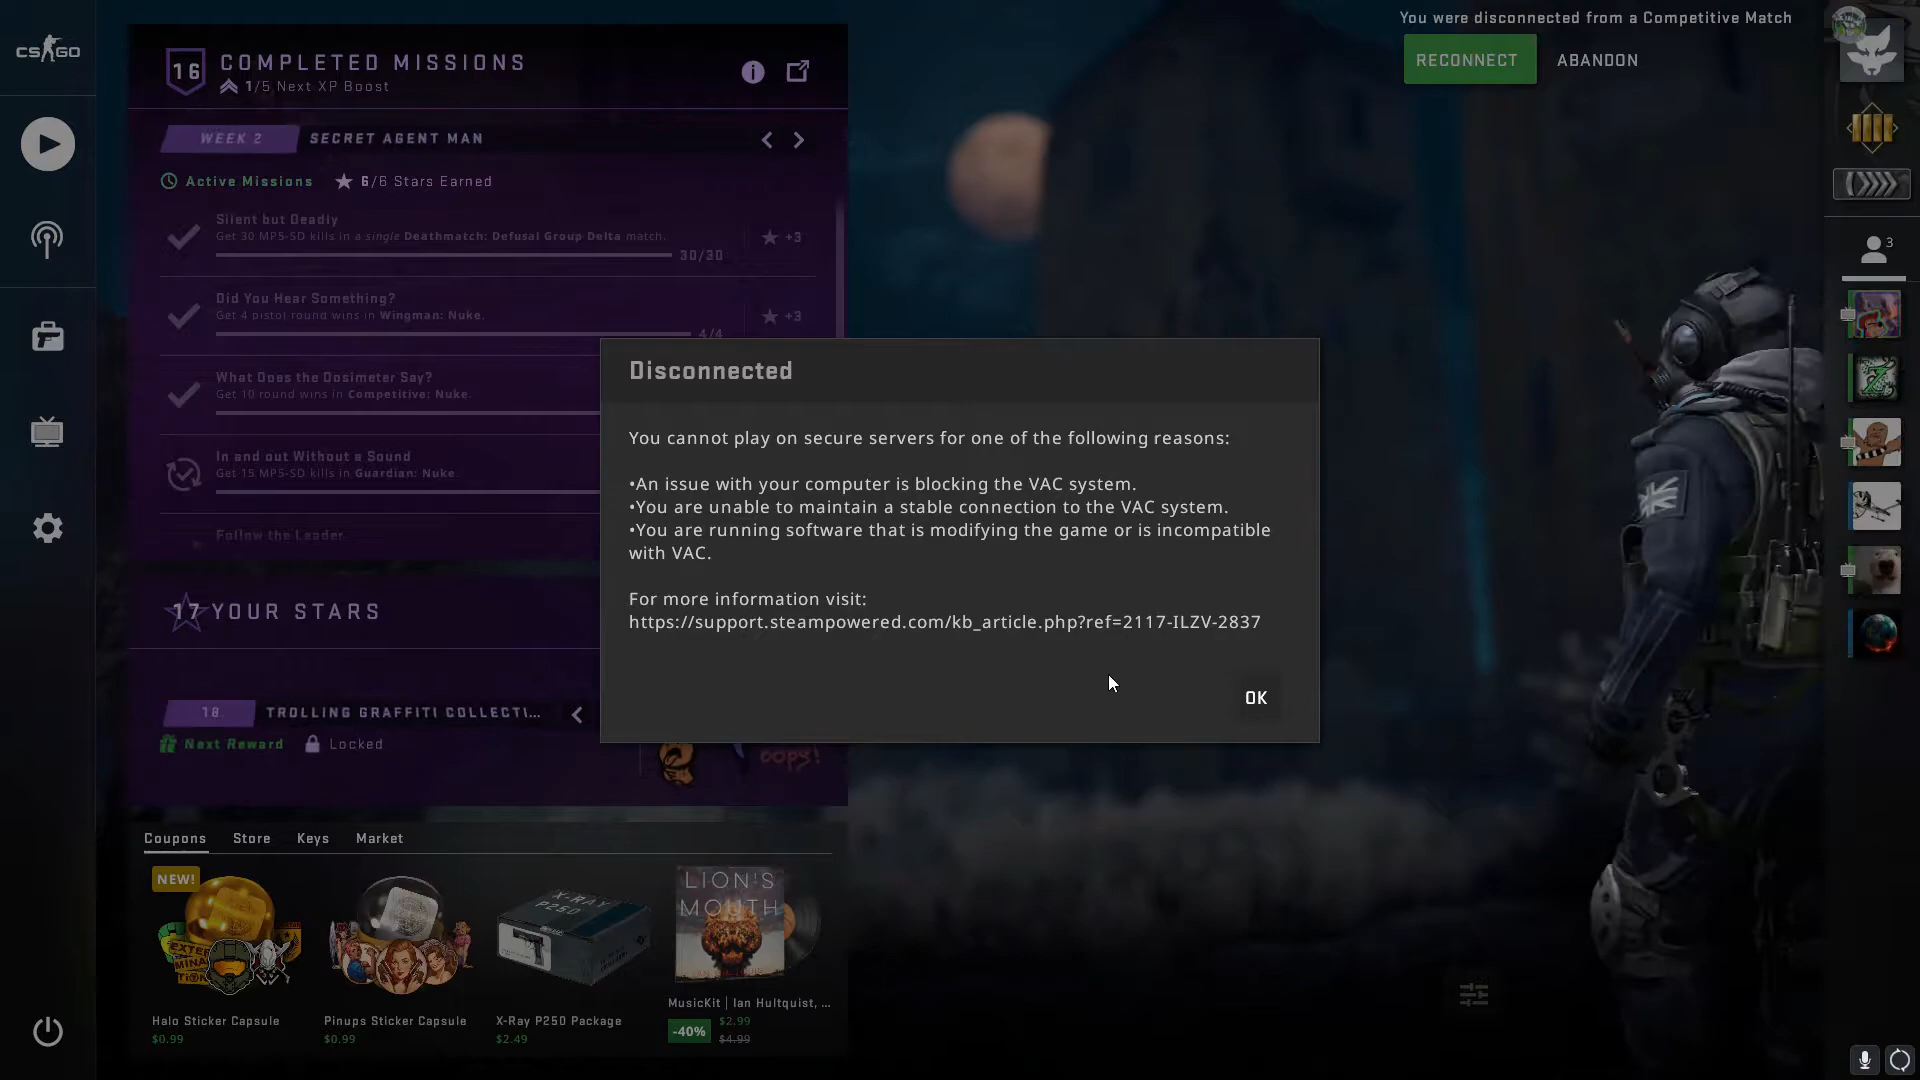 CS GO
You were disconnected from a Competitive Match
RECONNECT
ABANDON
16
COMPLETED MISSIONS
1/5 Next XP Boost
WEEK 2
SECRET AGENT MAN
Active Missions
6/6 Stars Earned
Silent but Deadly
Get 30 MP5-SD kills in a single Deathmatch: Defusal Group Delta match.
30/30
+3
Did You Hear Something?
Get 4 pistol round wins in Wingman: Nuke.
4/4
+3
What Does the Dosimeter Say?
Get 10 round wins in Competitive: Nuke.
In and out Without a Sound
Get 15 MP5-SD kills in Guardian: Nuke.
Follow the Leader
17 YOUR STARS
18
TROLLING GRAFFITI COLLECTI...
Next Reward
Locked
oops!
3
Disconnected
You cannot play on secure servers for one of the following reasons:
•An issue with your computer is blocking the VAC system.
•You are unable to maintain a stable connection to the VAC system.
•You are running software that is modifying the game or is incompatible
with VAC.
For more information visit:
https://support.steampowered.com/kb_article.php?ref=2117-ILZV-2837
OK
Coupons
Store
Keys
Market
NEW!
EXTER
MINA
TION
Halo Sticker Capsule
$0.99
Pinups Sticker Capsule
$0.99
X-RAY
P250
X-Ray P250 Package
$2.49
LION'S
MOUTH
MusicKit | Ian Hultquist, ...
-40%
$2.99
$4.99